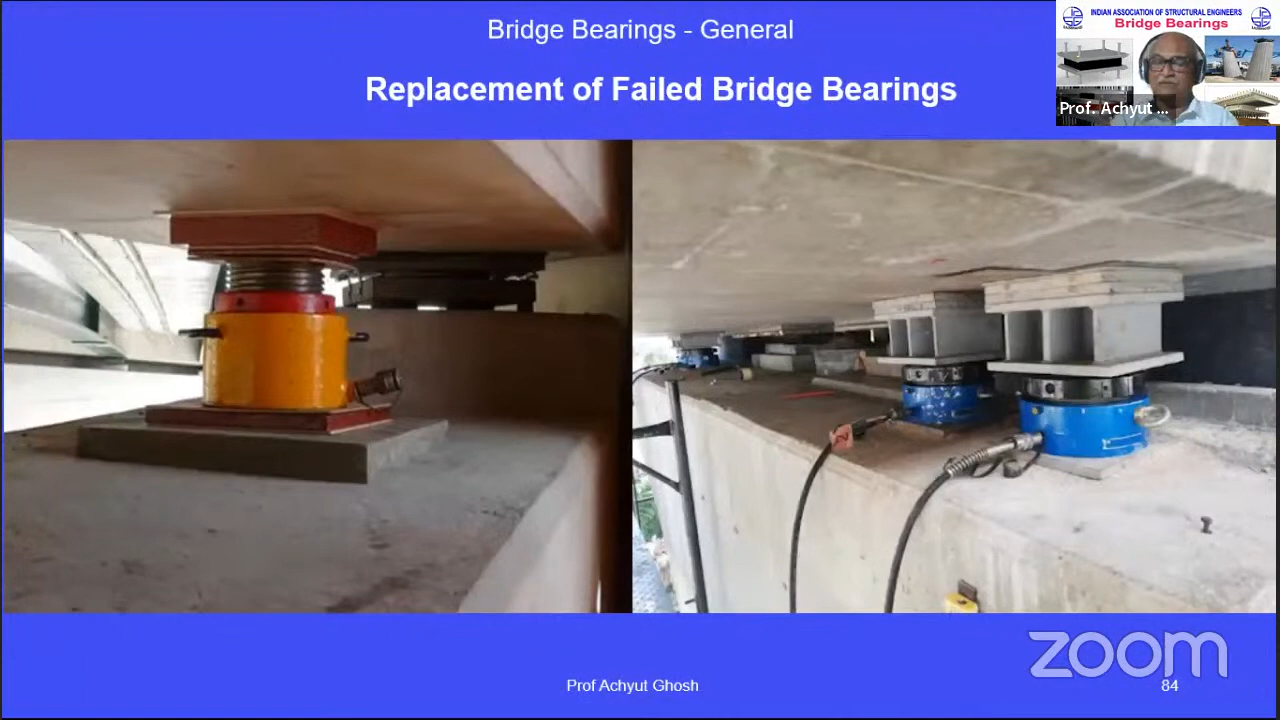 Bridge Bearings - General
Replacement of Failed Bridge Bearings
INDIAN ASSOCIATION OF STRUCTURAL ENGINEERS
Bridge Bearings
Prof. Achyut ...
zoom
Prof Achyut Ghosh
84